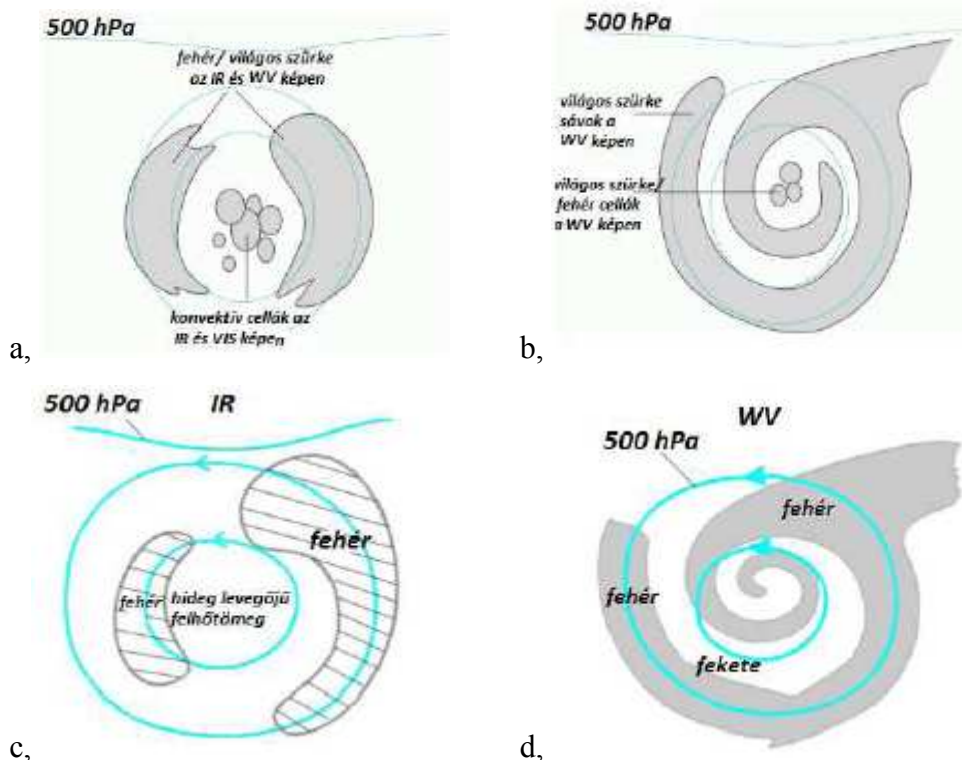 500 hPa
fehér/ világos szürke
az IR és WV képen
konvektív cellák az
IR és VIS képen
a,
500 hPa
világos szürke
sávok a
WV képen
világos szürke/
fehér cellák
a WV képen
b,
500 hPa
IR
fehér
fehér
hideg levegőjű
felhőtömeg
c,
WV
500 hPa
fehér
fehér
fekete
d,